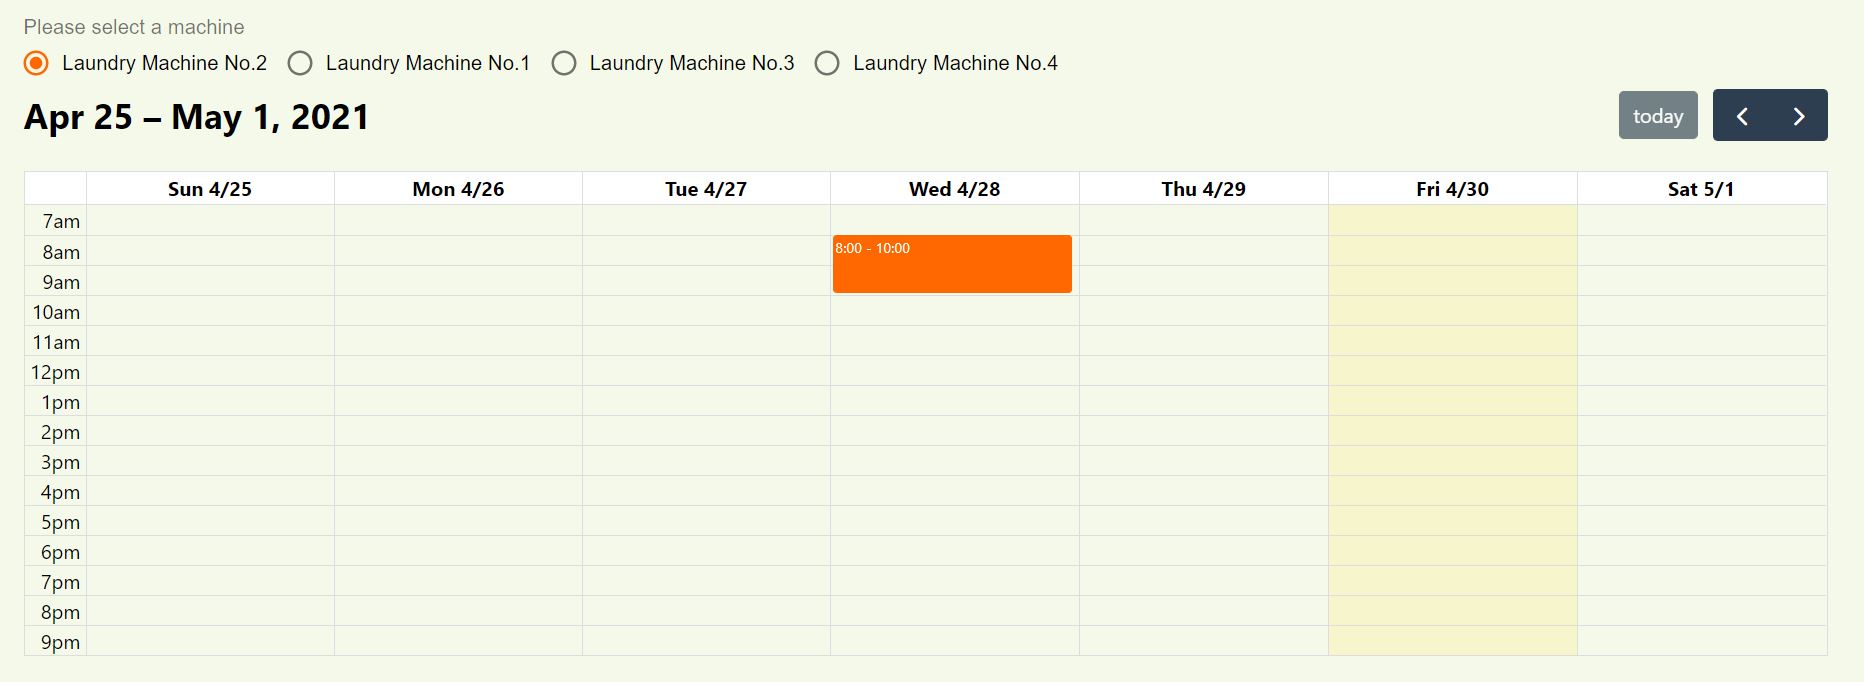 Please select a machine
Laundry Machine No.2 Laundry Machine No.1 Laundry Machine No.3 Laundry Machine No.4
Apr 25 – May 1, 2021
today
Sun 4/25 Mon 4/26 Tue 4/27 Wed 4/28 Thu 4/29 Fri 4/30 Sat 5/1
7am
8am
8:00 - 10:00
9am
10am
11am
12pm
1pm
2pm
3pm
4pm
5pm
6pm
7pm
8pm
9pm